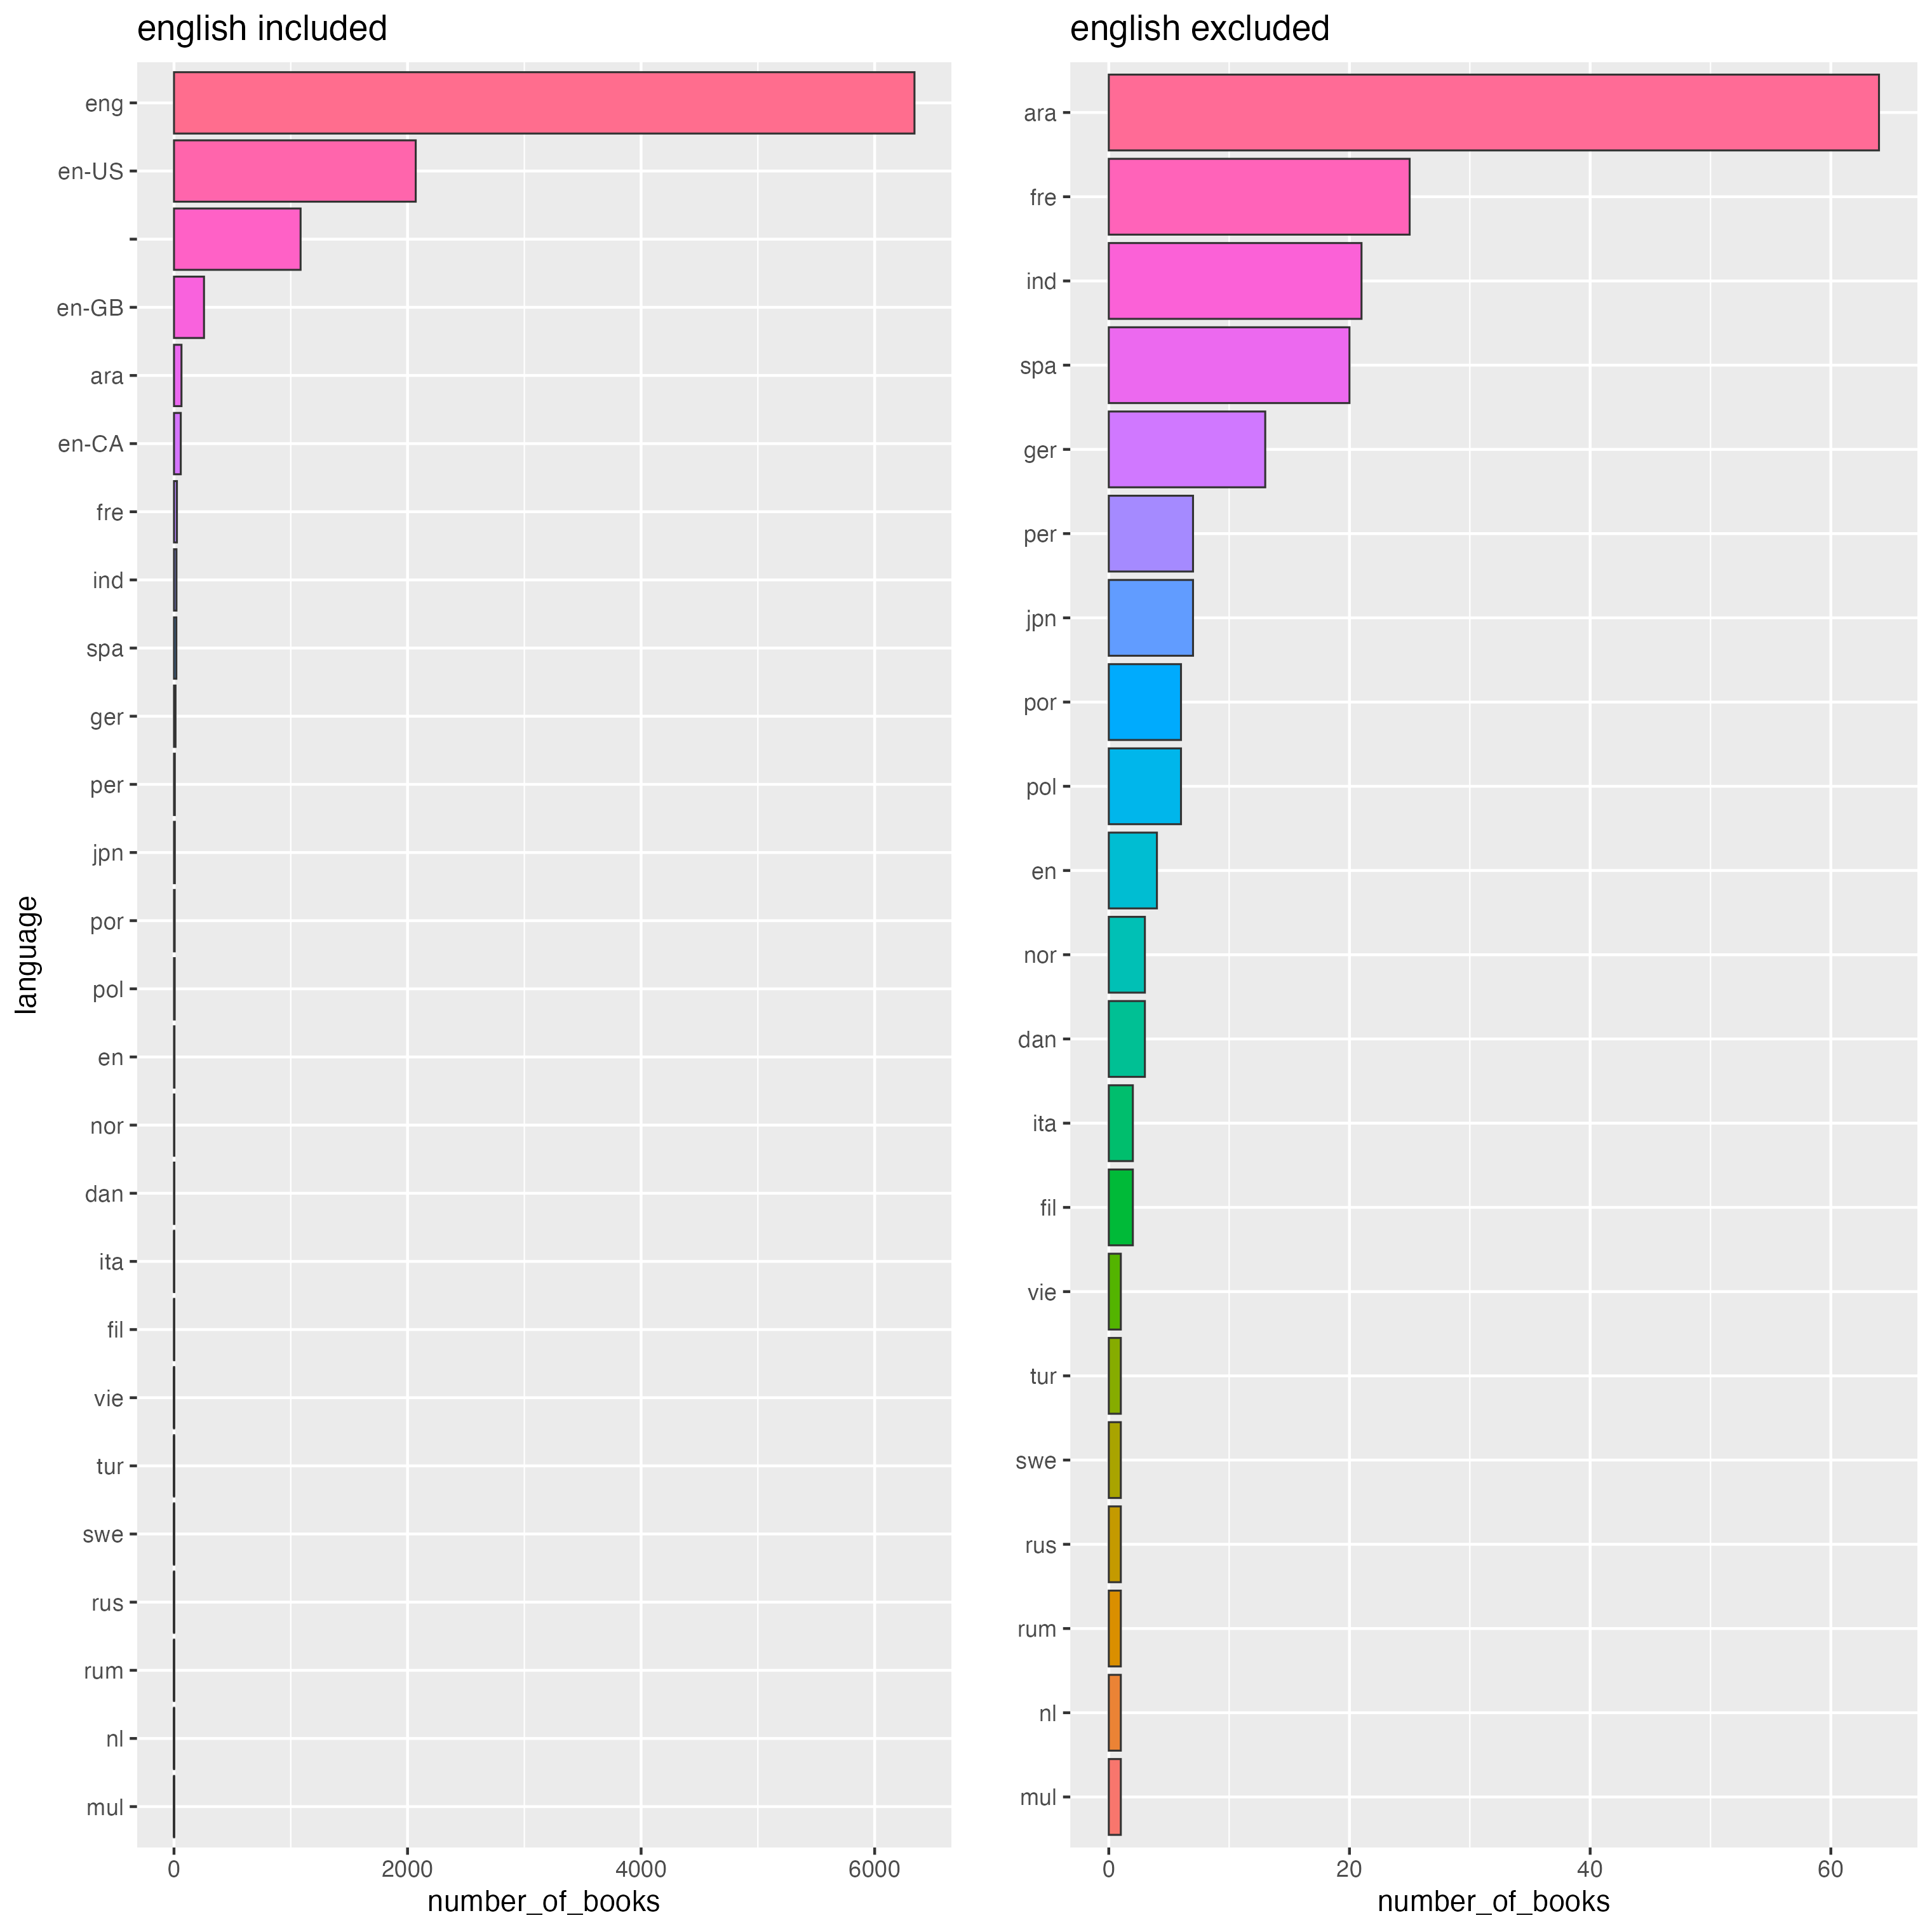 english included
language
eng
en-US
en-GB
ara
en-CA
fre
ind
spa
ger
per
jpn
por
pol
en
nor
dan
ita
fil
vie
tur
swe
rus
rum
nl
mul
0 2000 4000 6000
number_of_books
english excluded
ara
fre
ind
spa
ger
per
jpn
por
pol
en
nor
dan
ita
fil
vie
tur
swe
rus
rum
nl
mul
0 20 40 60
number_of_books